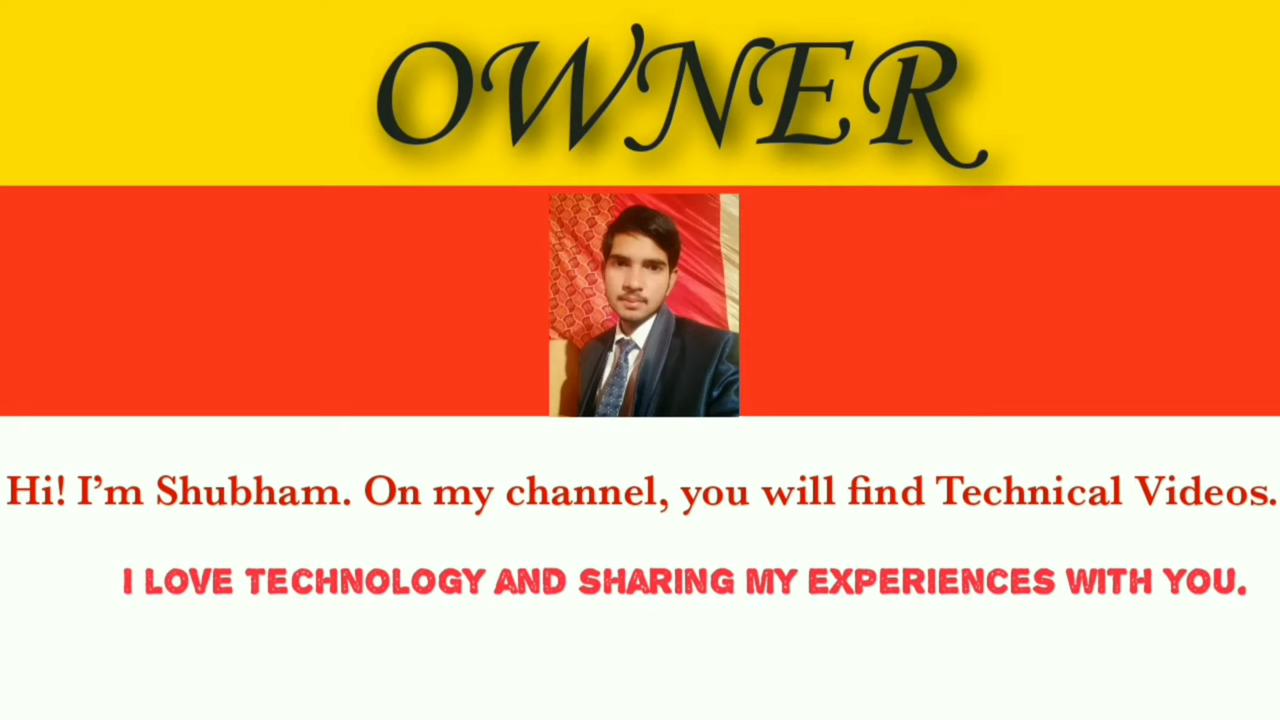 OWNER
Hi! I’m Shubham. On my channel, you will find Technical Videos.
I LOVE TECHNOLOGY AND SHARING MY EXPERIENCES WITH YOU.